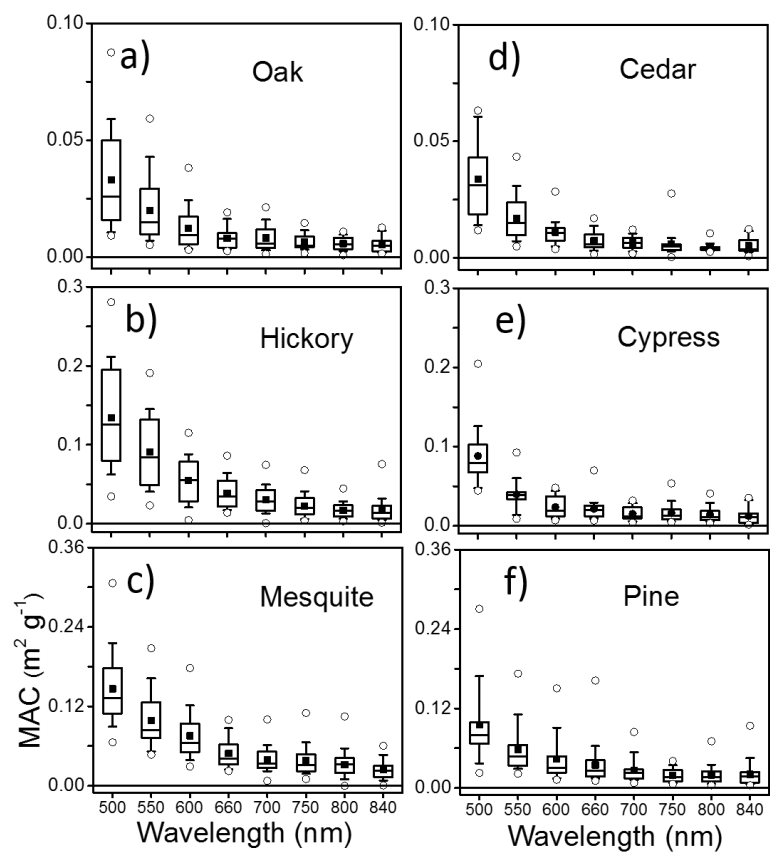 0.10
0.05
0.00
a)
Oak
0.10
0.05
0.00
d)
Cedar
0.3
0.2
0.1
0.0
b)
Hickory
0.3
0.2
0.1
0.0
e)
Cypress
0.36
0.24
0.12
0.00
c)
Mesquite
500 550 600 660 700 750 800 840
Wavelength (nm)
0.36
0.24
0.12
0.00
f)
Pine
500 550 600 660 700 750 800 840
Wavelength (nm)
MAC (m² g⁻¹)